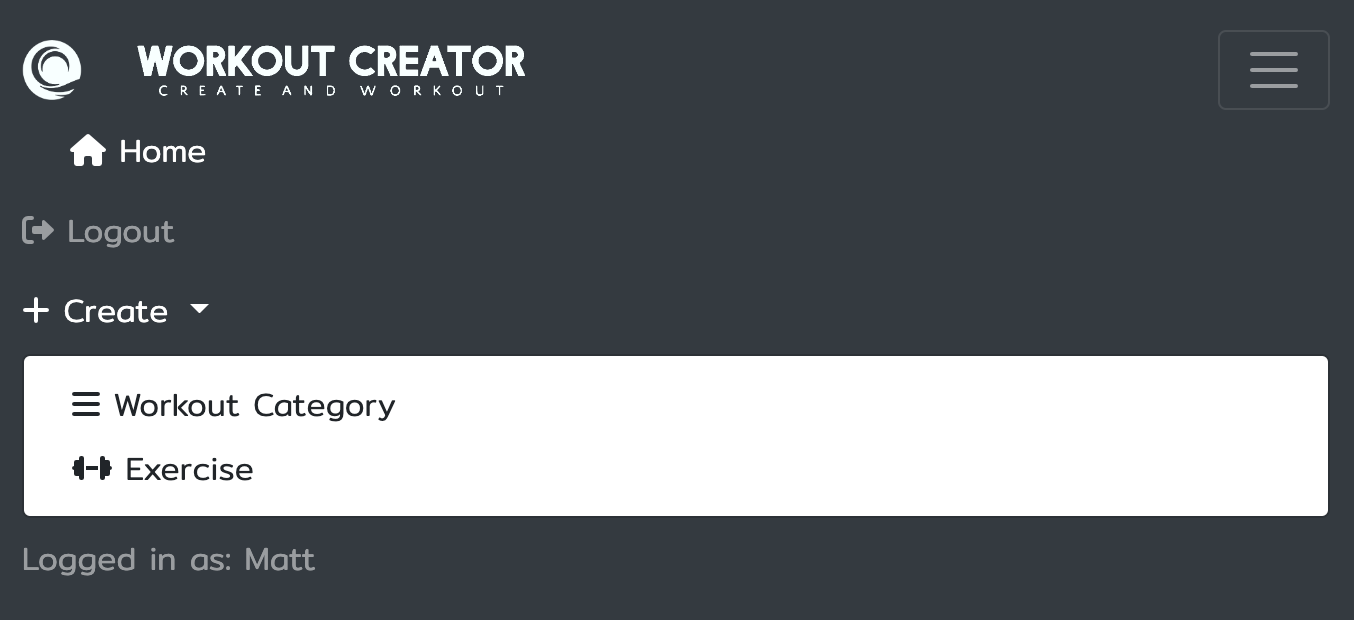 WORKOUT CREATOR
CREATE AND WORKOUT
Home
Logout
Create
Workout Category
Exercise
Logged in as: Matt